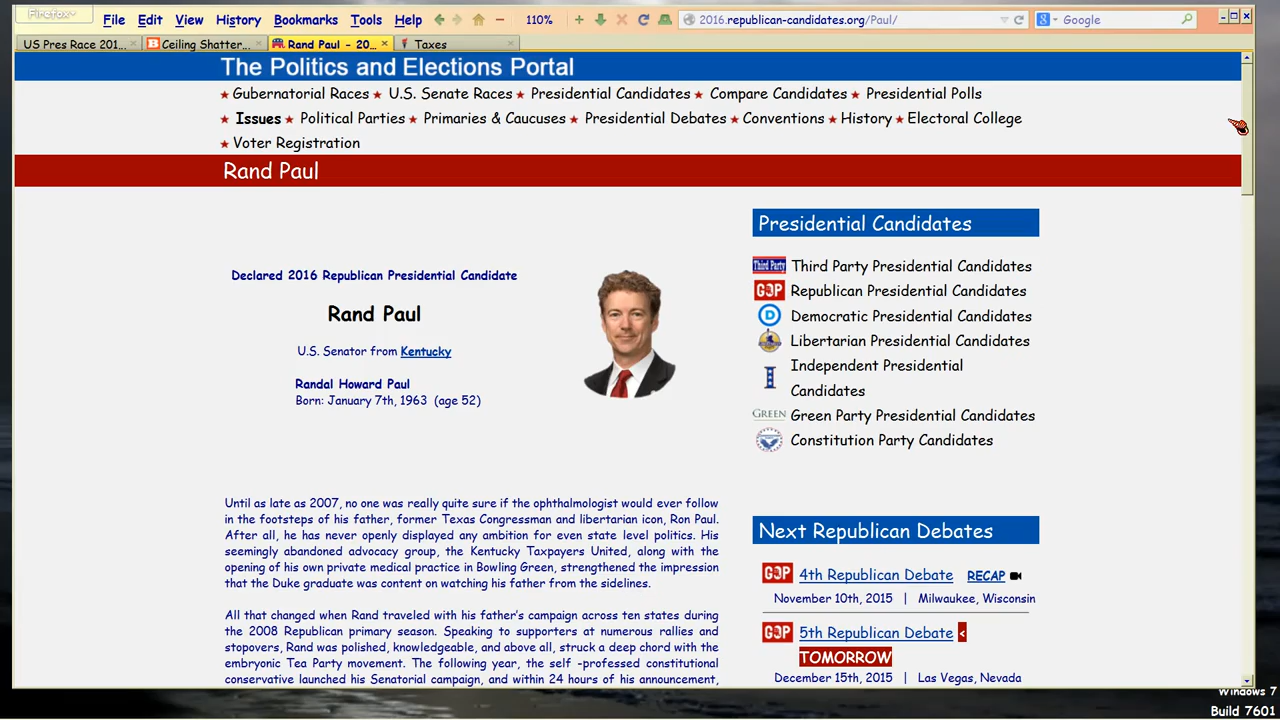 Firefox
File Edit View History Bookmarks Tools Help 110% 2016.republican-candidates.org/Paul/ Google
US Pres Race 201... Ceiling Shatter... Rand Paul - 20... Taxes
The Politics and Elections Portal
★ Gubernatorial Races ★ U.S. Senate Races ★ Presidential Candidates ★ Compare Candidates ★ Presidential Polls
★ Issues ★ Political Parties ★ Primaries & Caucuses ★ Presidential Debates ★ Conventions ★ History ★ Electoral College
★ Voter Registration
Rand Paul
Declared 2016 Republican Presidential Candidate
Rand Paul
U.S. Senator from Kentucky
Randal Howard Paul
Born: January 7th, 1963 (age 52)
Until as late as 2007, no one was really quite sure if the ophthalmologist would ever follow
in the footsteps of his father, former Texas Congressman and libertarian icon, Ron Paul.
After all, he has never openly displayed any ambition for even state level politics. His
seemingly abandoned advocacy group, the Kentucky Taxpayers United, along with the
opening of his own private medical practice in Bowling Green, strengthened the impression
that the Duke graduate was content on watching his father from the sidelines.
All that changed when Rand traveled with his father's campaign across ten states during
the 2008 Republican primary season. Speaking to supporters at numerous rallies and
stopovers, Rand was polished, knowledgeable, and above all, struck a deep chord with the
embryonic Tea Party movement. The following year, the self -professed constitutional
conservative launched his Senatorial campaign, and within 24 hours of his announcement,
Presidential Candidates
Third Party Third Party Presidential Candidates
GOP Republican Presidential Candidates
D Democratic Presidential Candidates
Libertarian Presidential Candidates
Independent Presidential
Candidates
GREEN Green Party Presidential Candidates
Constitution Party Candidates
Next Republican Debates
GOP 4th Republican Debate RECAP
November 10th, 2015 | Milwaukee, Wisconsin
GOP 5th Republican Debate <
TOMORROW
December 15th, 2015 | Las Vegas, Nevada
Windows 7
Build 7601